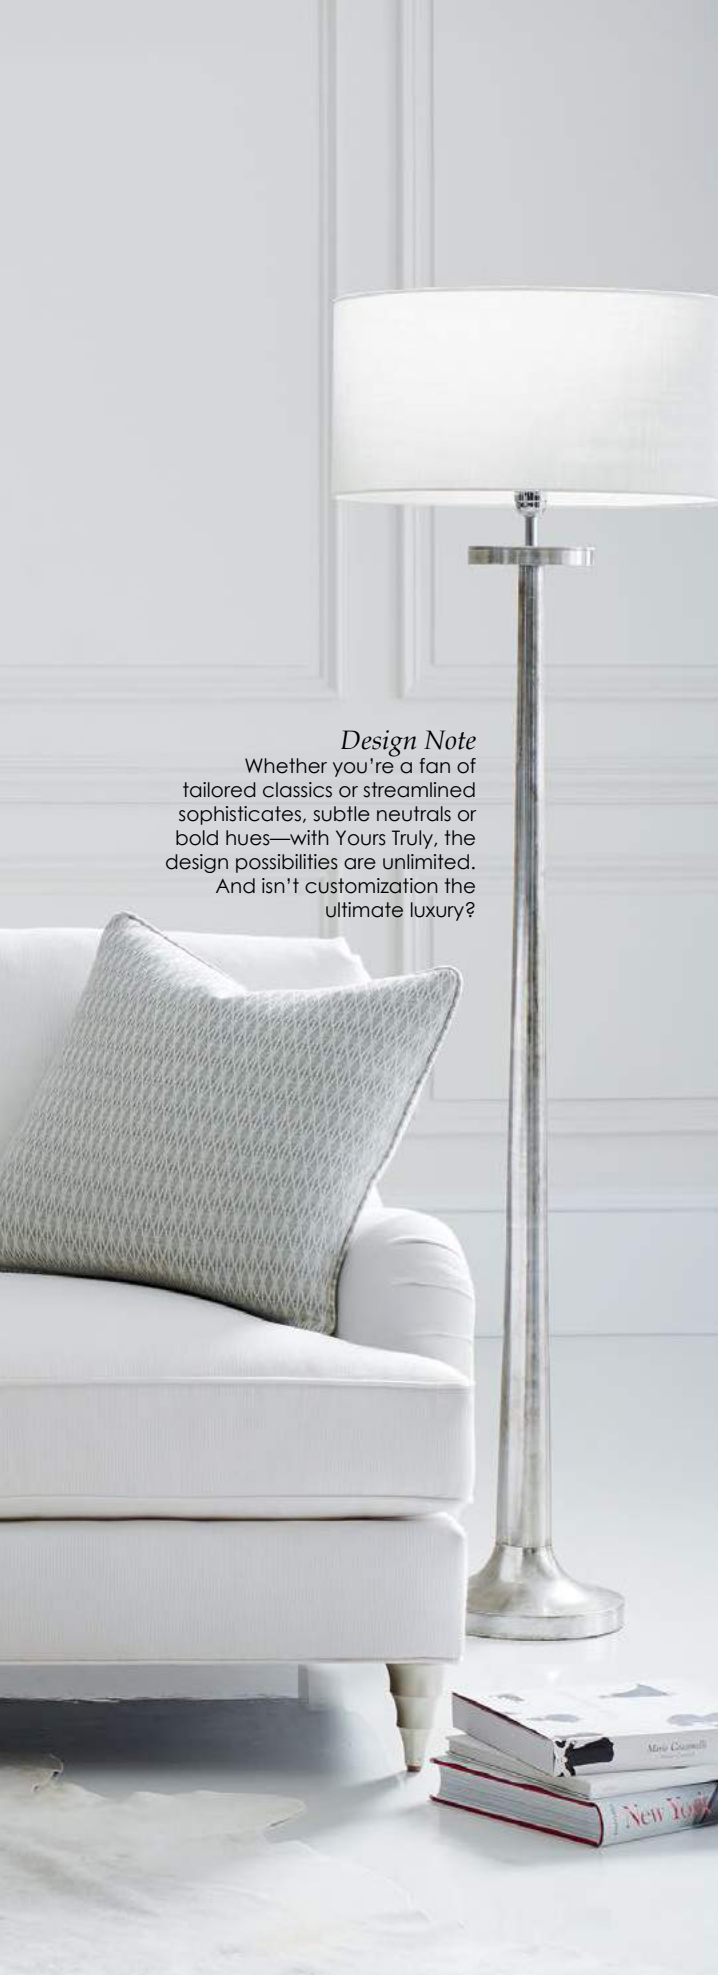 Design Note
Whether you’re a fan of
tailored classics or streamlined
sophisticates, subtle neutrals or
bold hues—with Yours Truly, the
design possibilities are unlimited.
And isn’t customization the
ultimate luxury?
New York